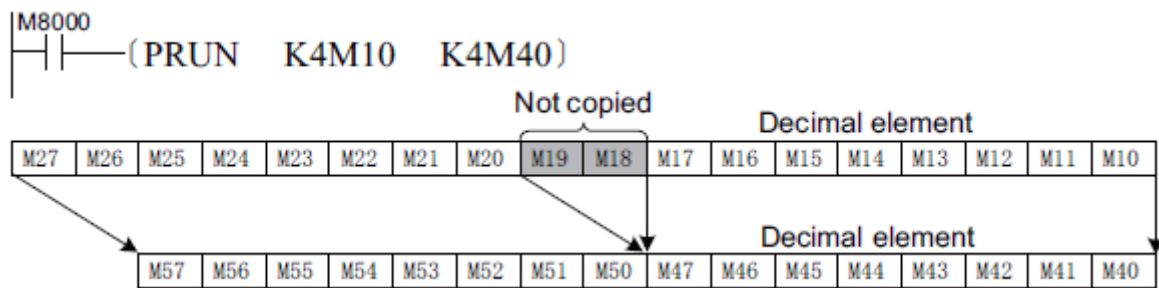 M8000
(PRUN K4M10 K4M40)
Not copied
Decimal element
M27 M26 M25 M24 M23 M22 M21 M20 M19 M18 M17 M16 M15 M14 M13 M12 M11 M10
Decimal element
M57 M56 M55 M54 M53 M52 M51 M50 M47 M46 M45 M44 M43 M42 M41 M40